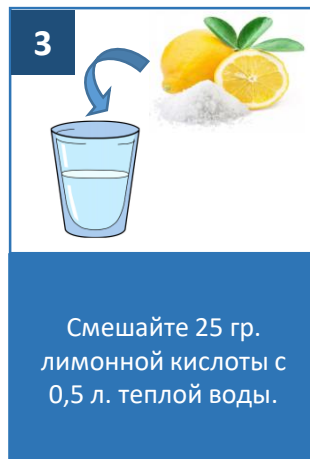 3
Смешайте 25 гр.
лимонной кислоты с
0,5 л. теплой воды.